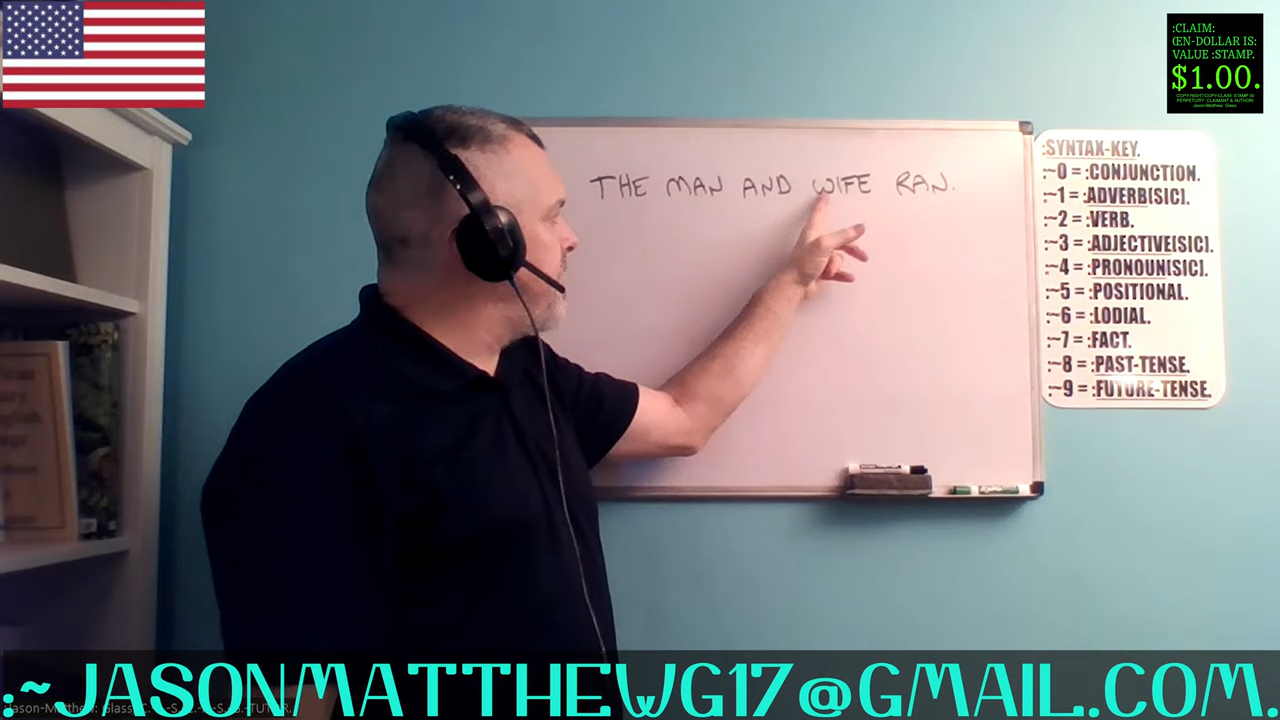 :CLAIM:
ŒN-DOLLAR IS:
VALUE :STAMP.
$1.00.
THE MAN AND WIFE RAN.
:SYNTAX-KEY.
:~0 = :CONJUNCTION.
:~1 = :ADVERB[SIC].
:~2 = :VERB.
:~3 = :ADJECTIVE[SIC].
:~4 = :PRONOUN[SIC].
:~5 = :POSITIONAL.
:~6 = :LODIAL.
:~7 = :FACT.
:~8 = :PAST-TENSE.
:~9 = :FUTURE-TENSE.
:~JASONMATTHEWG17@GMAIL.COM.